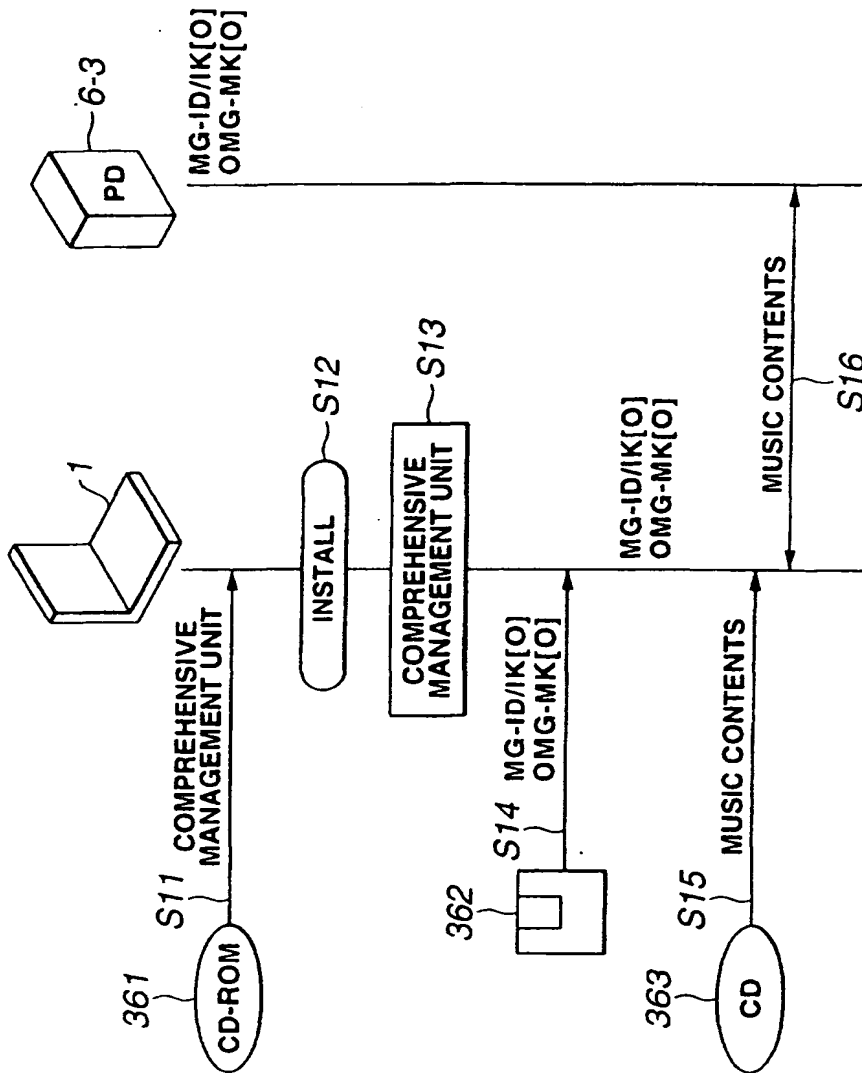 1
6-3
PD
MG-ID/IK[O]
OMG-MK[O]
361
CD-ROM
S11
COMPREHENSIVE
MANAGEMENT UNIT
INSTALL
S12
COMPREHENSIVE
MANAGEMENT UNIT
S13
362
S14
MG-ID/IK[O]
OMG-MK[O]
MG-ID/IK[O]
OMG-MK[O]
363
CD
S15
MUSIC CONTENTS
MUSIC CONTENTS
S16